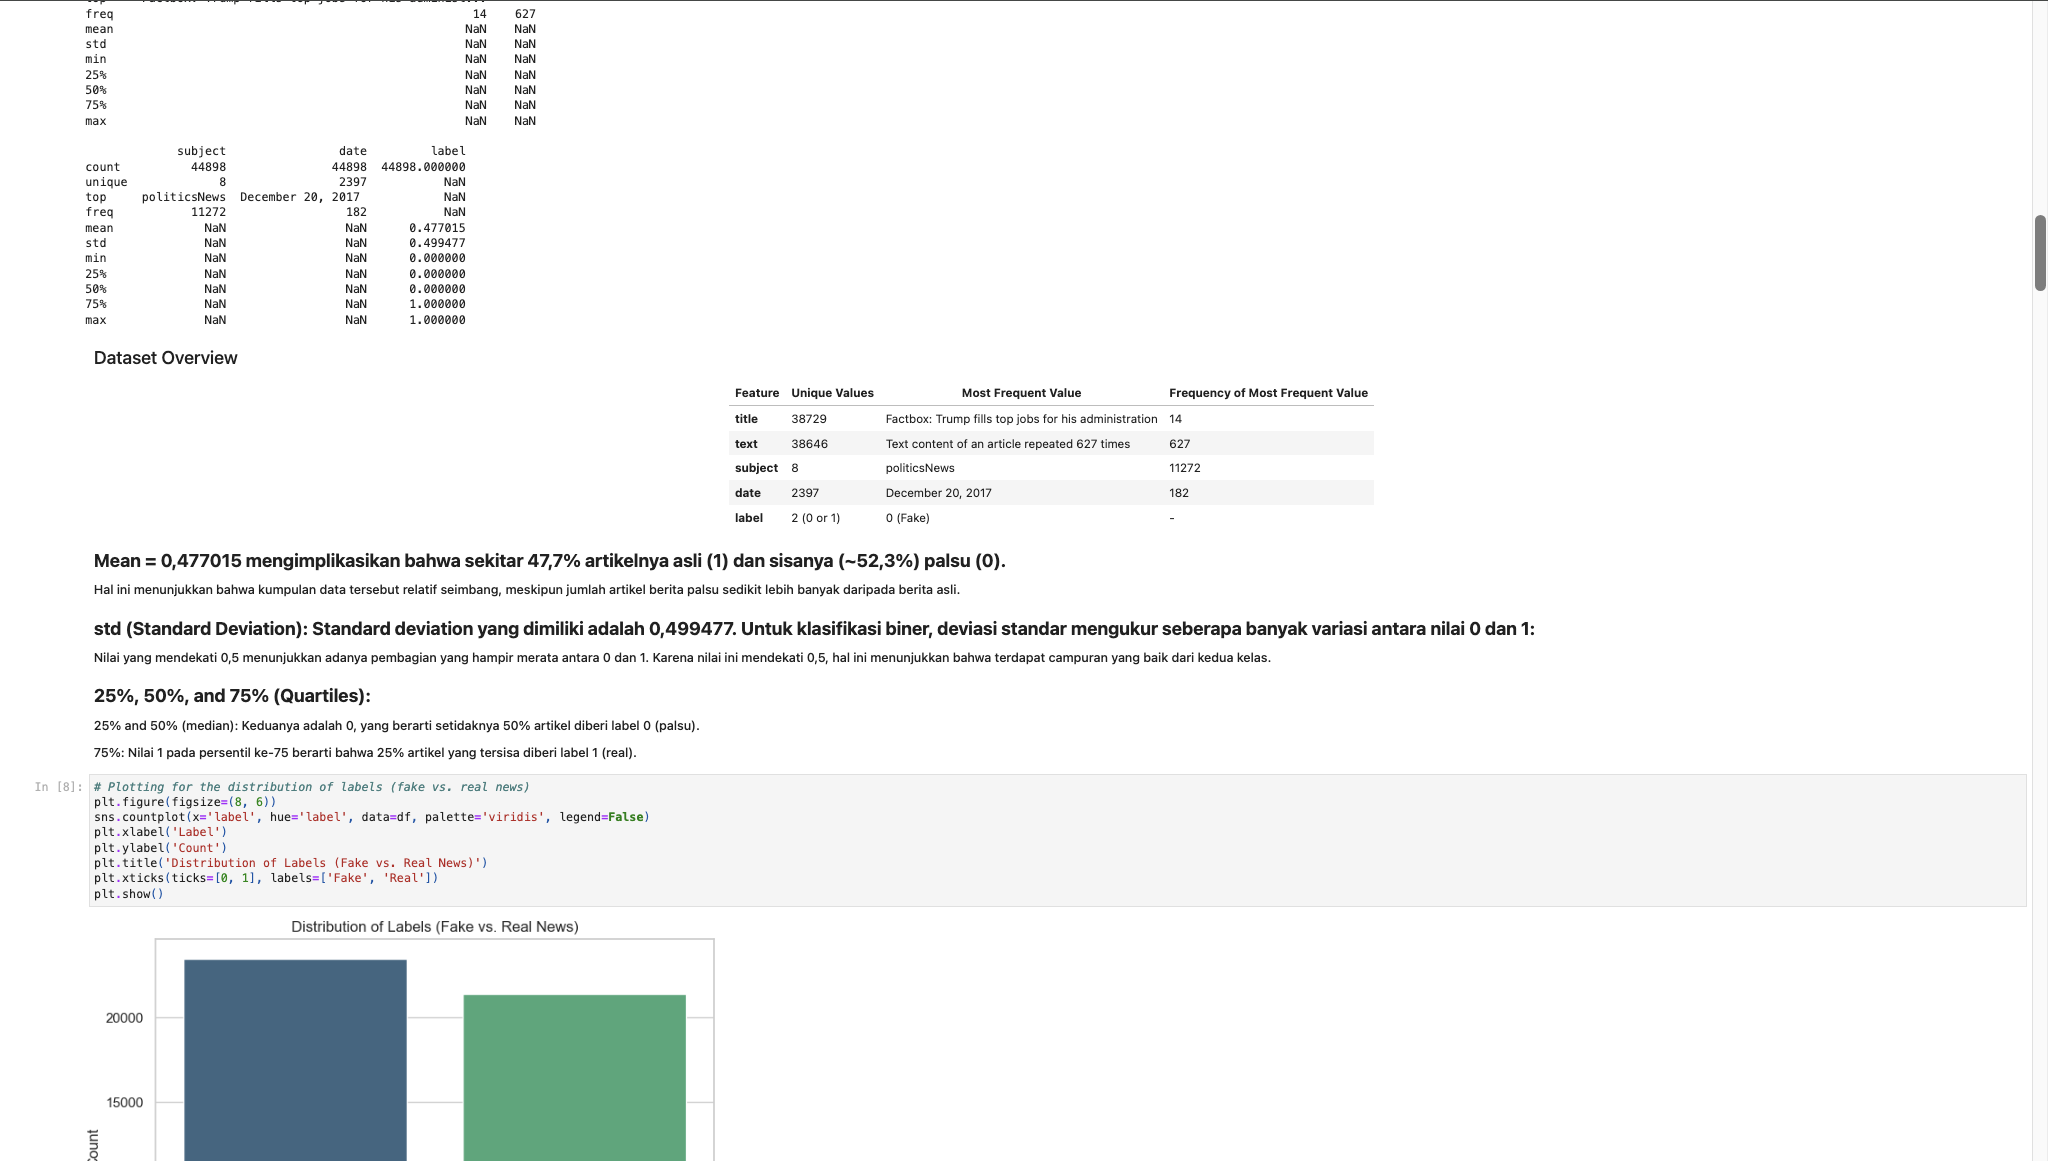 freq 14 627
mean NaN NaN
std NaN NaN
min NaN NaN
25% NaN NaN
50% NaN NaN
75% NaN NaN
max NaN NaN
subject date label
count 44898 44898 44898.000000
unique 8 2397 NaN
top politicsNews December 20, 2017 NaN
freq 11272 182 NaN
mean NaN NaN 0.477015
std NaN NaN 0.499477
min NaN NaN 0.000000
25% NaN NaN 0.000000
50% NaN NaN 0.000000
75% NaN NaN 1.000000
max NaN NaN 1.000000
Dataset Overview
Feature Unique Values Most Frequent Value Frequency of Most Frequent Value
title 38729 Factbox: Trump fills top jobs for his administration 14
text 38646 Text content of an article repeated 627 times 627
subject 8 politicsNews 11272
date 2397 December 20, 2017 182
label 2 (0 or 1) 0 (Fake) -
Mean = 0,477015 mengimplikasikan bahwa sekitar 47,7% artikelnya asli (1) dan sisanya (~52,3%) palsu (0).
Hal ini menunjukkan bahwa kumpulan data tersebut relatif seimbang, meskipun jumlah artikel berita palsu sedikit lebih banyak daripada berita asli.
std (Standard Deviation): Standard deviation yang dimiliki adalah 0,499477. Untuk klasifikasi biner, deviasi standar mengukur seberapa banyak variasi antara nilai 0 dan 1:
Nilai yang mendekati 0,5 menunjukkan adanya pembagian yang hampir merata antara 0 dan 1. Karena nilai ini mendekati 0,5, hal ini menunjukkan bahwa terdapat campuran yang baik dari kedua kelas.
25%, 50%, and 75% (Quartiles):
25% and 50% (median): Keduanya adalah 0, yang berarti setidaknya 50% artikel diberi label 0 (palsu).
75%: Nilai 1 pada persentil ke-75 berarti bahwa 25% artikel yang tersisa diberi label 1 (real).
In [8]: # Plotting for the distribution of labels (fake vs. real news)
plt.figure(figsize=(8, 6))
sns.countplot(x='label', hue='label', data=df, palette='viridis', legend=False)
plt.xlabel('Label')
plt.ylabel('Count')
plt.title('Distribution of Labels (Fake vs. Real News)')
plt.xticks(ticks=[0, 1], labels=['Fake', 'Real'])
plt.show()
Distribution of Labels (Fake vs. Real News)
20000
15000